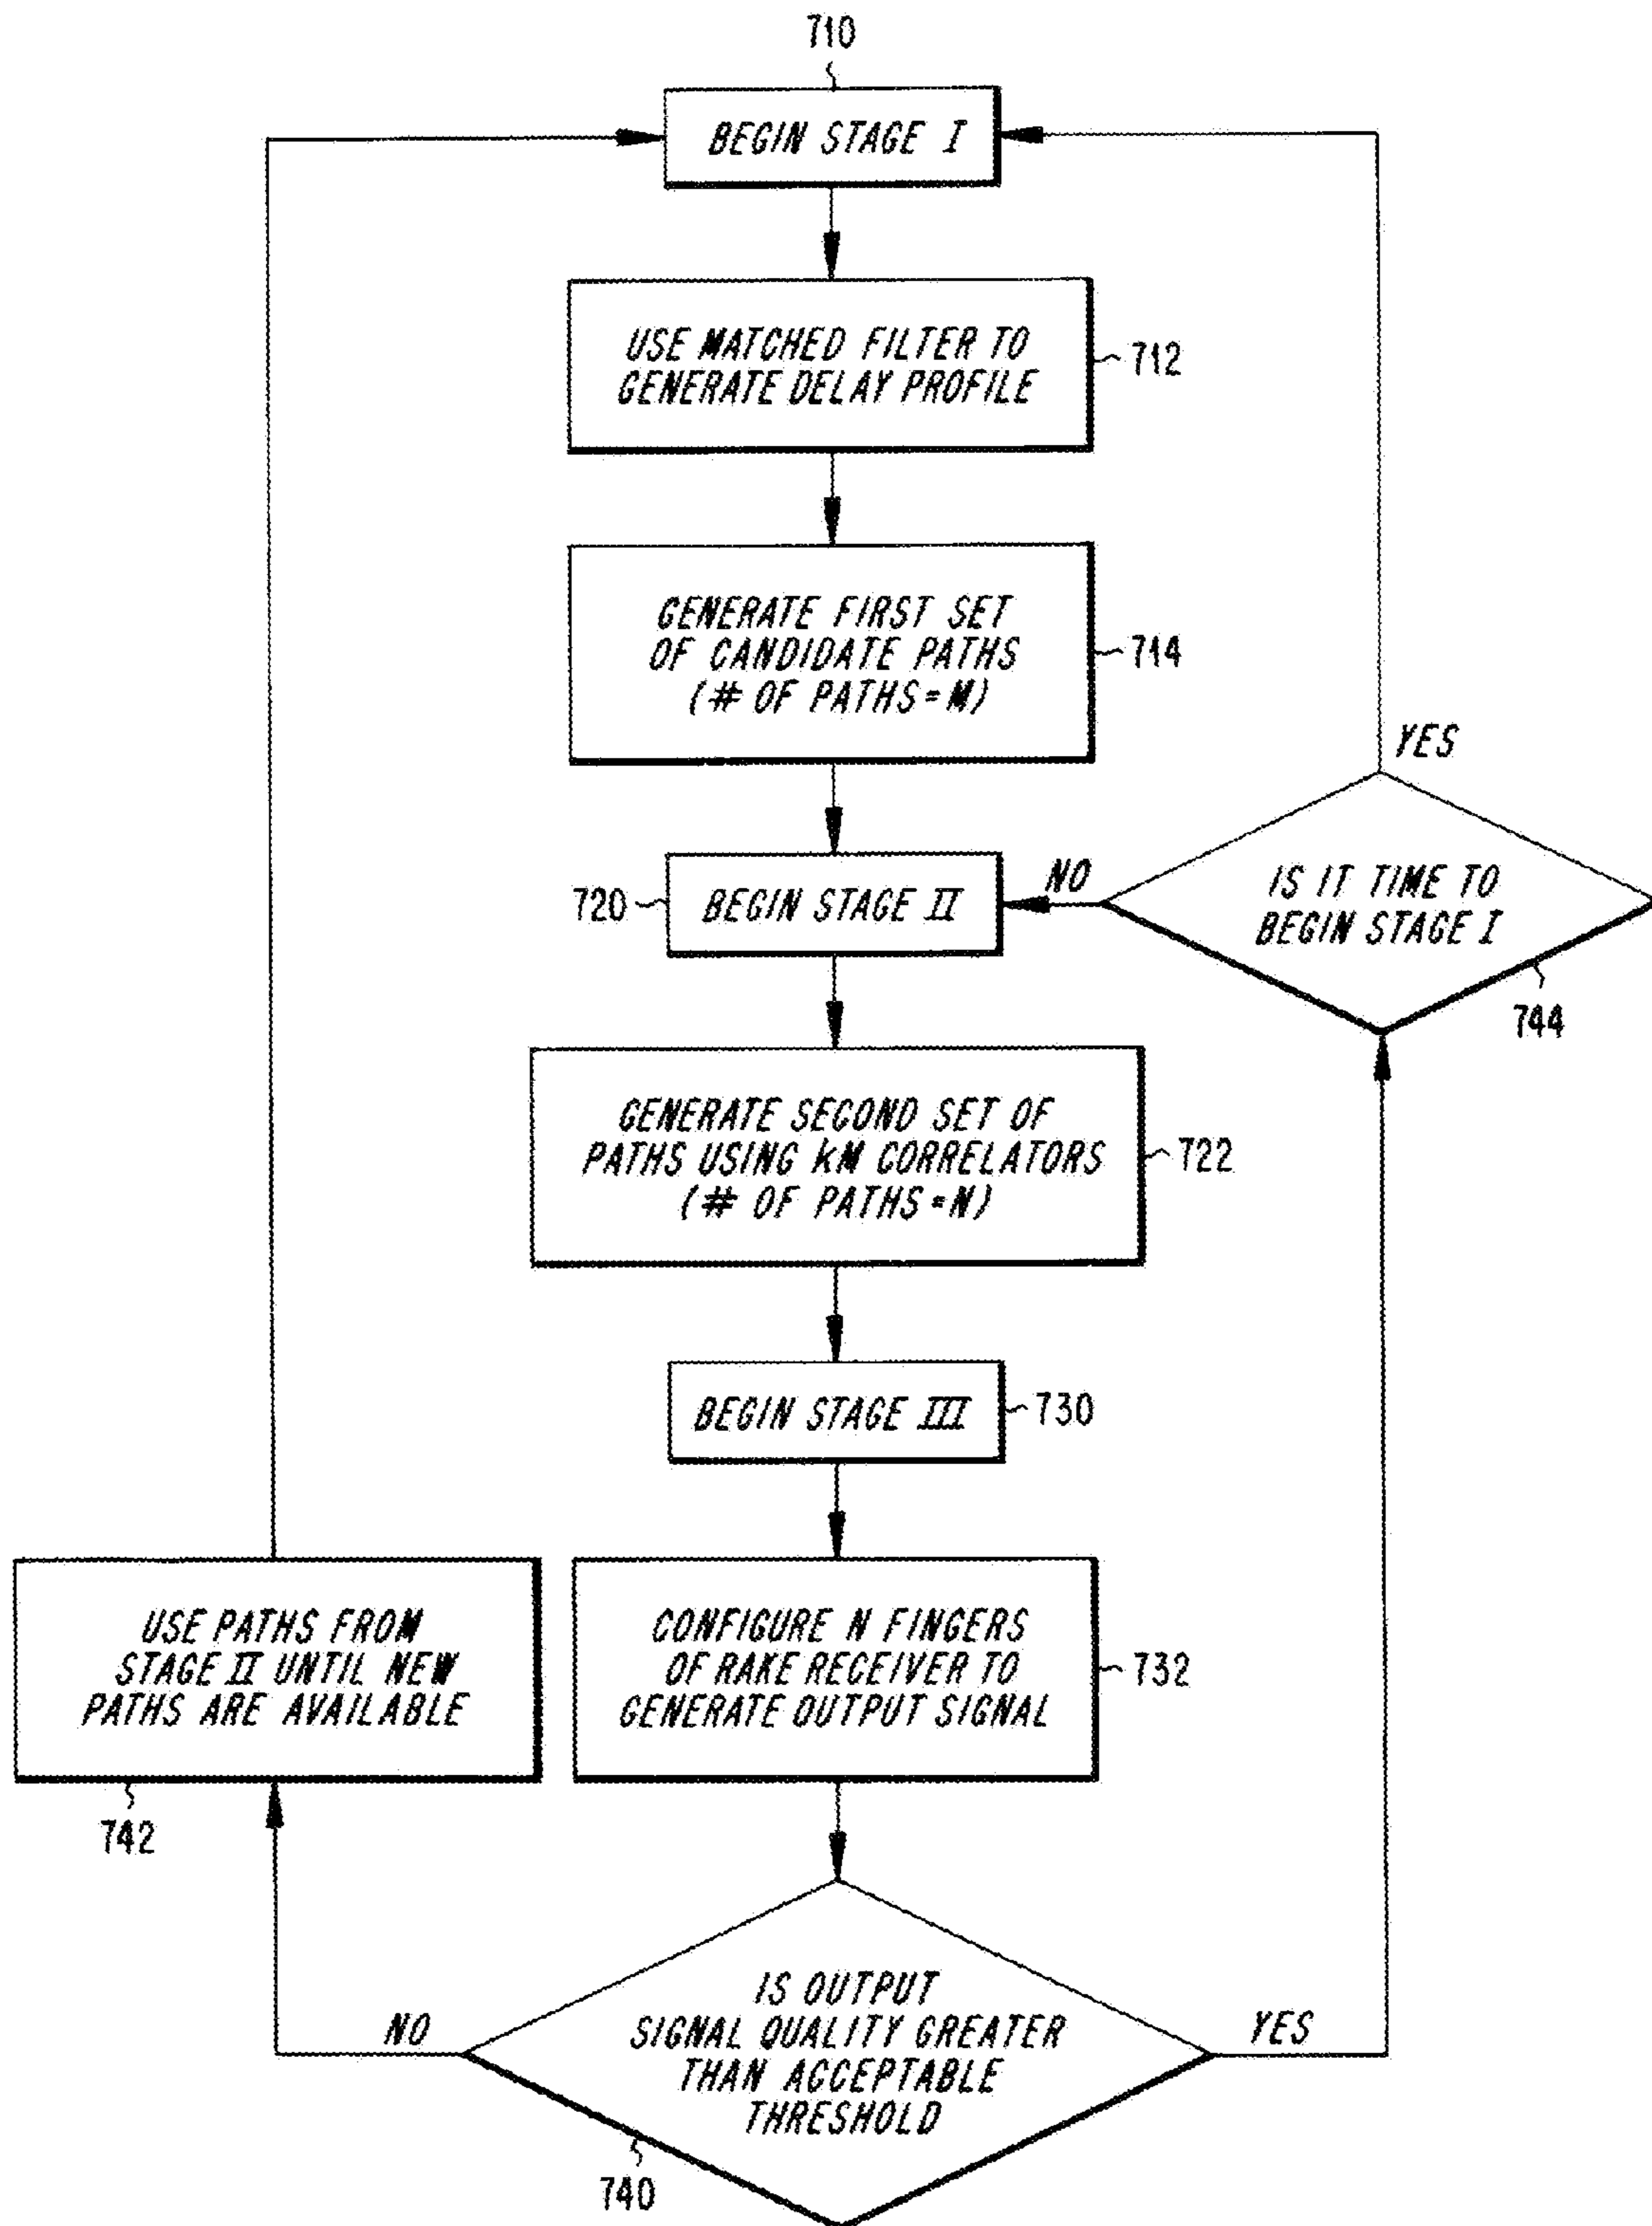 710
BEGIN STAGE I
USE MATCHED FILTER TO
GENERATE DELAY PROFILE
712
GENERATE FIRST SET
OF CANDIDATE PATHS
(# OF PATHS=M)
714
YES
720
BEGIN STAGE II
NO
IS IT TIME TO
BEGIN STAGE I
744
GENERATE SECOND SET OF
PATHS USING kM CORRELATORS
(# OF PATHS=N)
722
BEGIN STAGE III
730
USE PATHS FROM
STAGE II UNTIL NEW
PATHS ARE AVAILABLE
742
CONFIGURE N FINGERS
OF RAKE RECEIVER TO
GENERATE OUTPUT SIGNAL
732
NO
IS OUTPUT
SIGNAL QUALITY GREATER
THAN ACCEPTABLE
THRESHOLD
YES
740